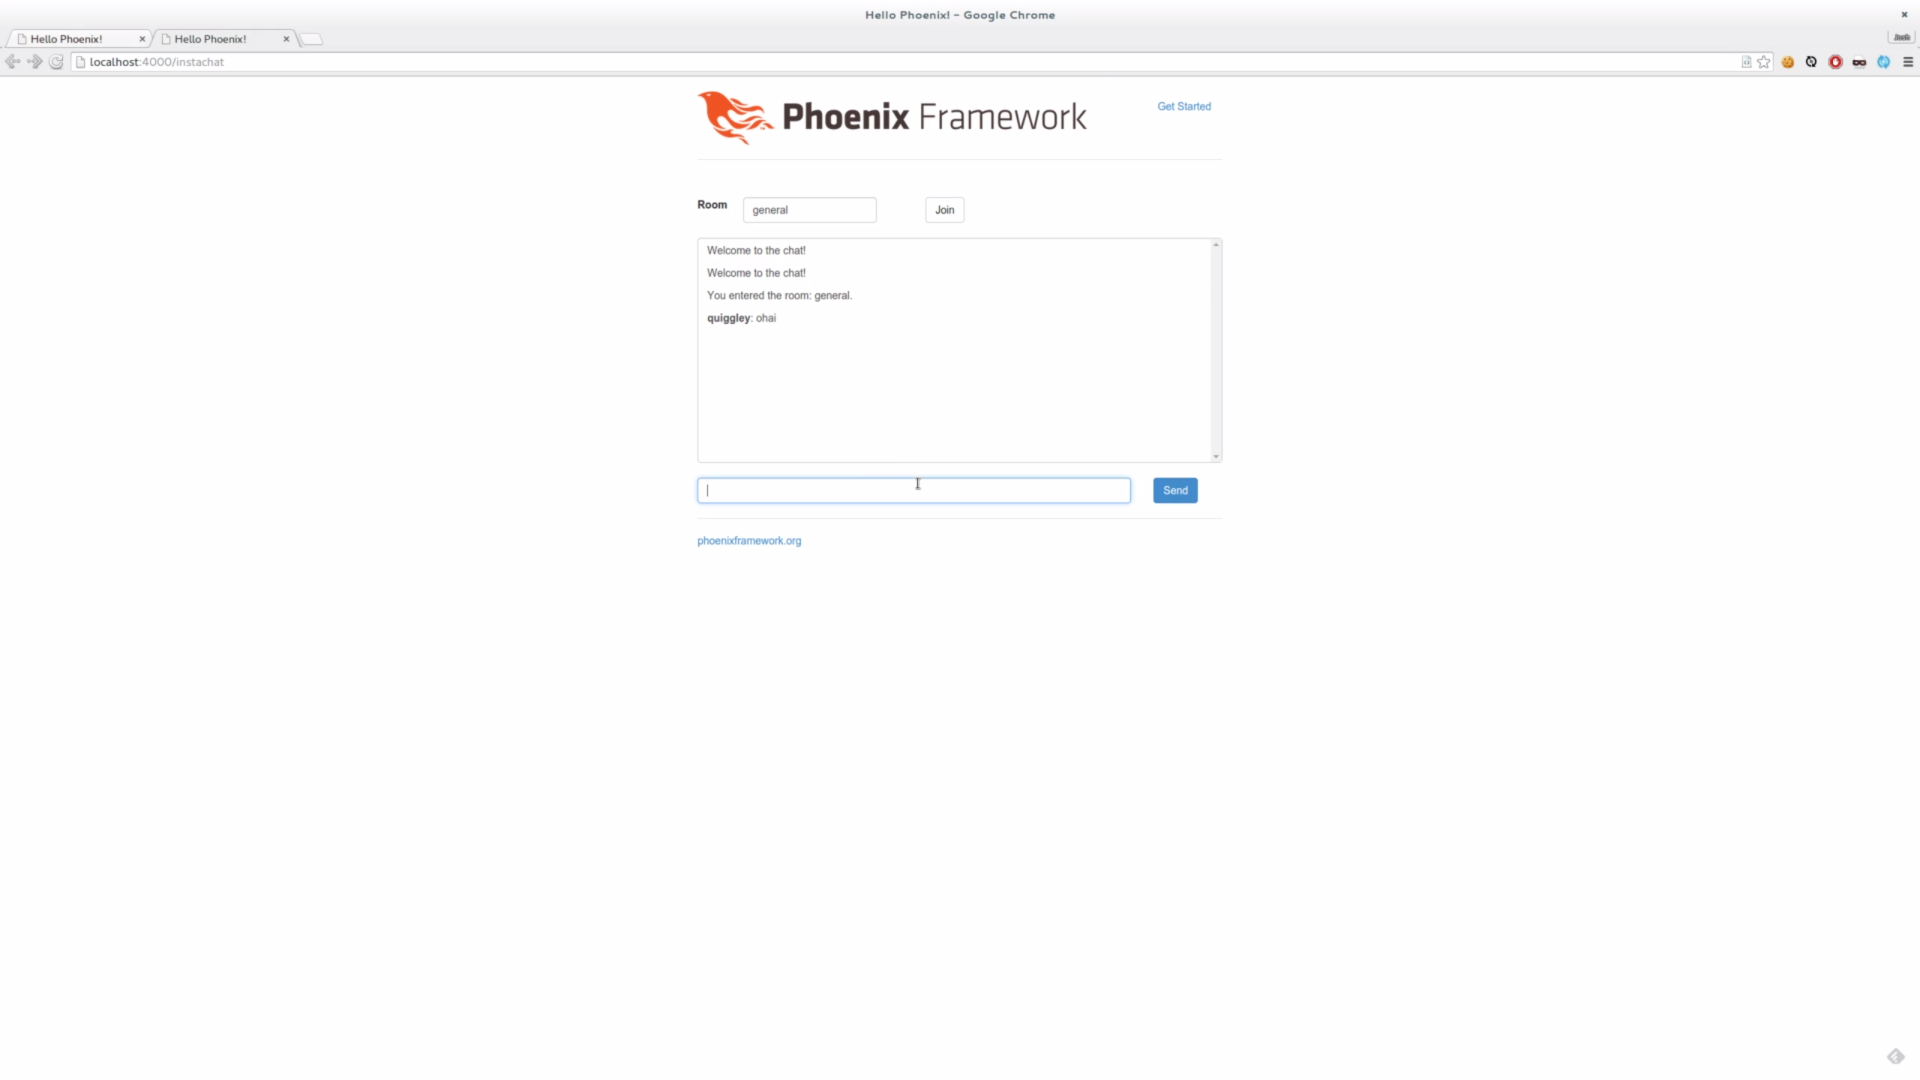 Hello Phoenix! - Google Chrome
Hello Phoenix!
Hello Phoenix!
Josh
localhost:4000/instachat
Phoenix Framework
Get Started
Room
general
Join
Welcome to the chat!
Welcome to the chat!
You entered the room: general.
quiggley: ohai
Send
phoenixframework.org